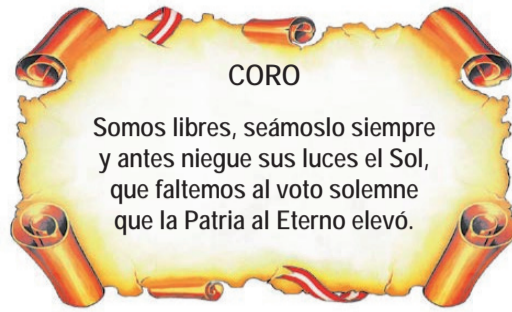 CORO
Somos libres, seámoslo siempre
y antes niegue sus luces el Sol,
que faltemos al voto solemne
que la Patria al Eterno elevó.